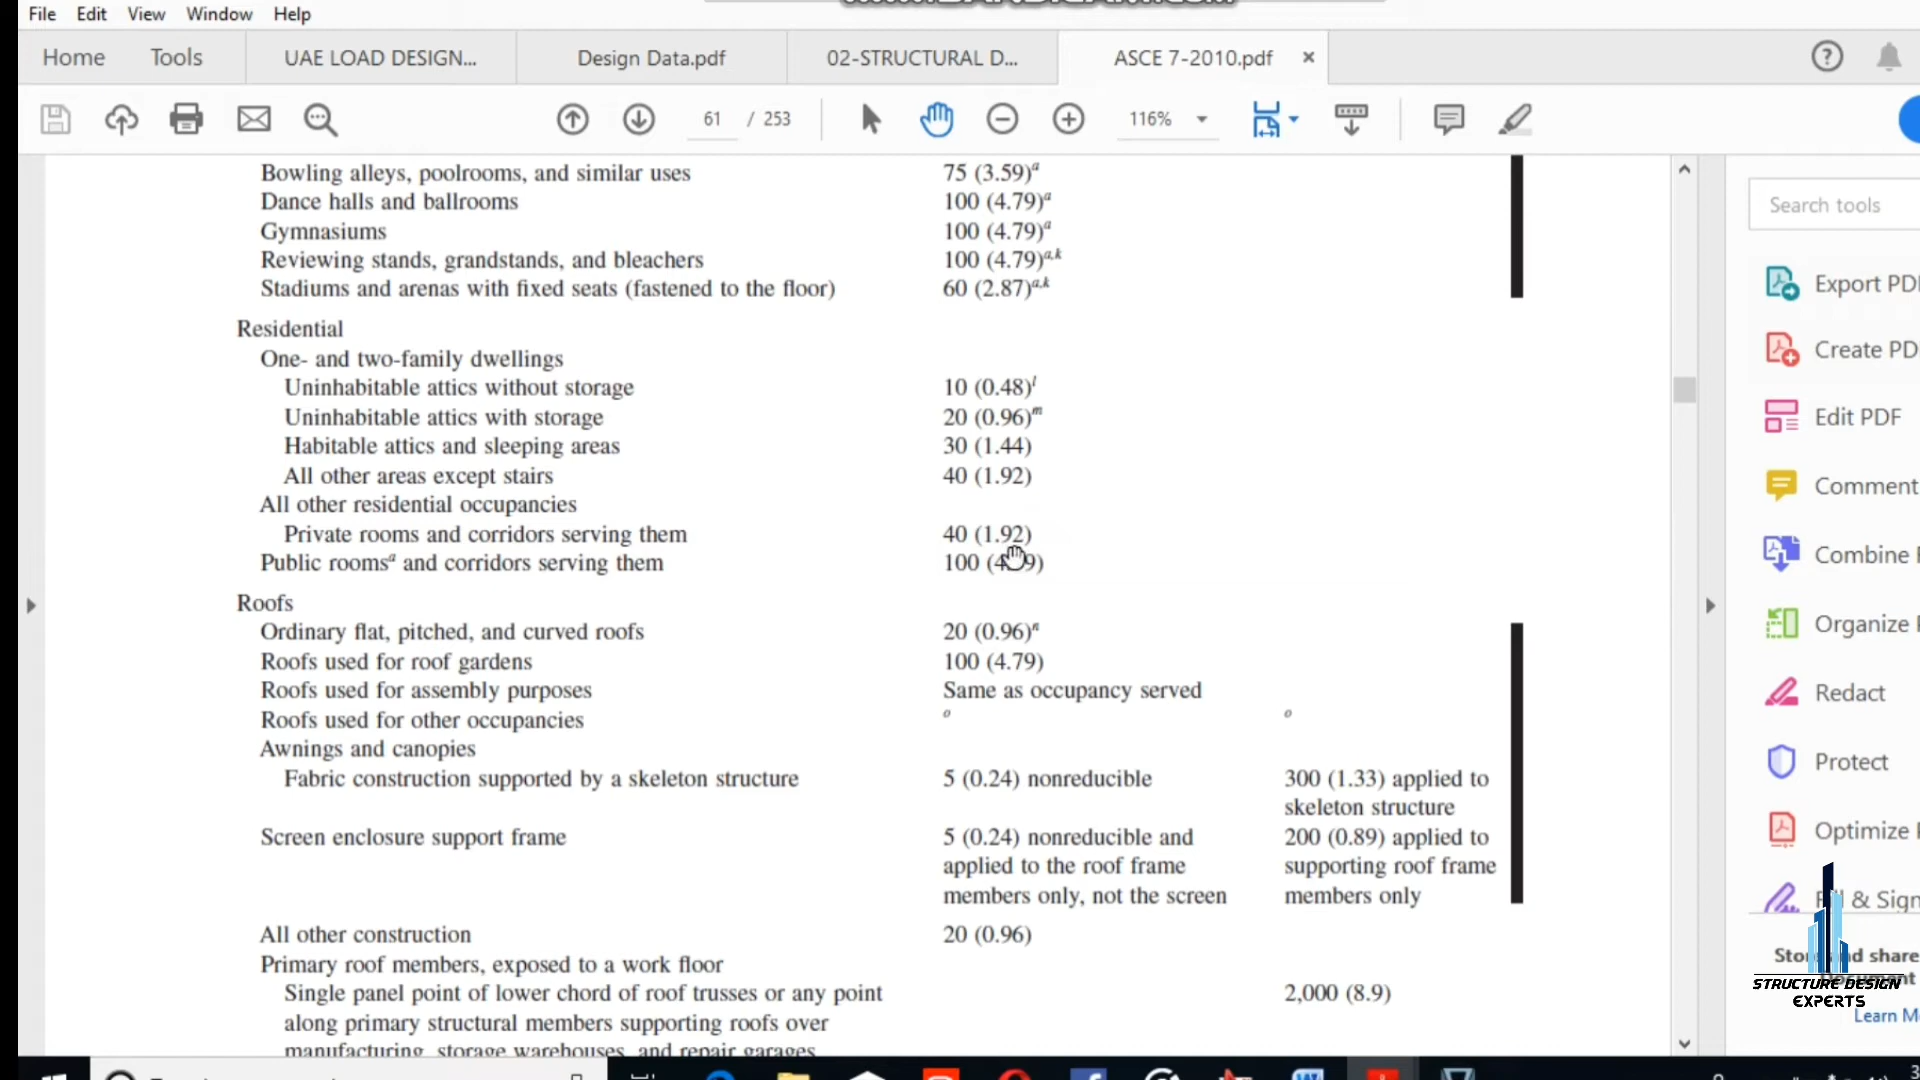 File Edit View Window Help
Home Tools UAE LOAD DESIGN... Design Data.pdf 02-STRUCTURAL D... ASCE 7-2010.pdf ×
61 / 253 116%
Bowling alleys, poolrooms, and similar uses 75 (3.59)a
Dance halls and ballrooms 100 (4.79)a
Gymnasiums 100 (4.79)a
Reviewing stands, grandstands, and bleachers 100 (4.79)a,k
Stadiums and arenas with fixed seats (fastened to the floor) 60 (2.87)a,k
Residential
One- and two-family dwellings
Uninhabitable attics without storage 10 (0.48)l
Uninhabitable attics with storage 20 (0.96)m
Habitable attics and sleeping areas 30 (1.44)
All other areas except stairs 40 (1.92)
All other residential occupancies
Private rooms and corridors serving them 40 (1.92)
Public roomsa and corridors serving them 100
Roofs
Ordinary flat, pitched, and curved roofs 20 (0.96)n
Roofs used for roof gardens 100 (4.79)
Roofs used for assembly purposes Same as occupancy served
Roofs used for other occupancies o o
Awnings and canopies
Fabric construction supported by a skeleton structure 5 (0.24) nonreducible 300 (1.33) applied to
skeleton structure
Screen enclosure support frame 5 (0.24) nonreducible and 200 (0.89) applied to
applied to the roof frame supporting roof frame
members only, not the screen members only
All other construction 20 (0.96)
Primary roof members, exposed to a work floor
Single panel point of lower chord of roof trusses or any point 2,000 (8.9)
along primary structural members supporting roofs over
manufacturing, storage warehouses, and repair garages
Search tools
Export PDF
Create PD
Edit PDF
Comment
Combine
Organize
Redact
Protect
Optimize
& Sign
share
STRUCTURE DESIGN
EXPERTS
Learn M